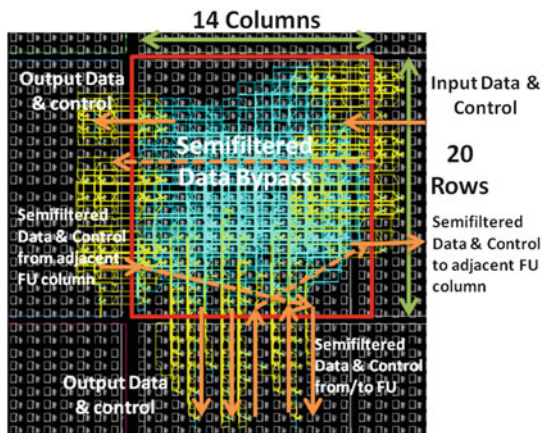 14 Columns
Output Data
& control
Input Data &
Control
Semifiltered
Data Bypass
20
Rows
Semifiltered
Data & Control
from adjacent
FU column
Semifiltered
Data & Control
to adjacent FU
column
Output Data
& control
Semifiltered
Data & Control
from/to FU